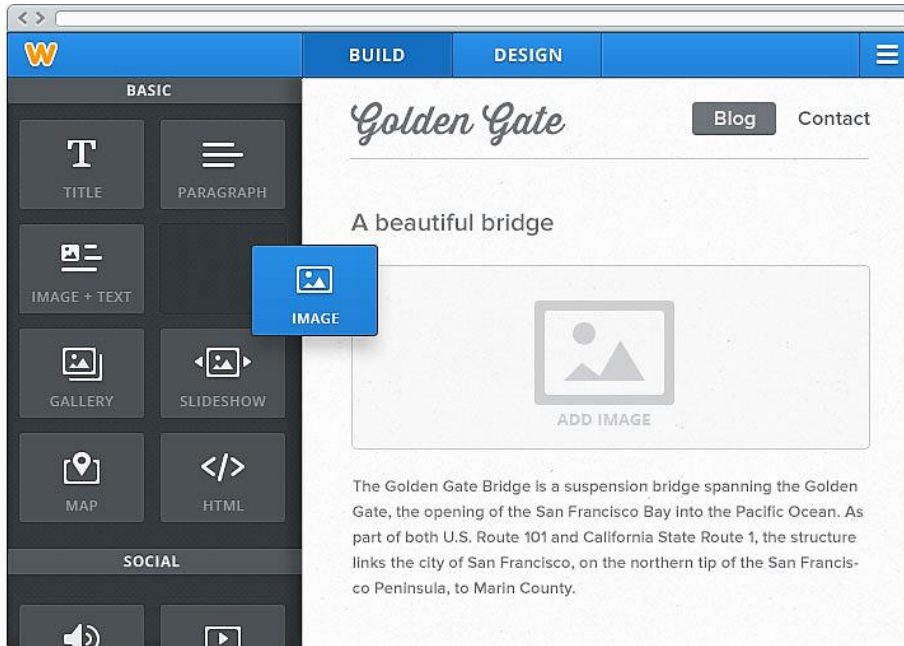 W
BUILD
DESIGN
BASIC
TITLE
PARAGRAPH
IMAGE + TEXT
IMAGE
GALLERY
SLIDESHOW
MAP
HTML
SOCIAL
Golden Gate
Blog
Contact
A beautiful bridge
ADD IMAGE
The Golden Gate Bridge is a suspension bridge spanning the Golden
Gate, the opening of the San Francisco Bay into the Pacific Ocean. As
part of both U.S. Route 101 and California State Route 1, the structure
links the city of San Francisco, on the northern tip of the San Francis-
co Peninsula, to Marin County.